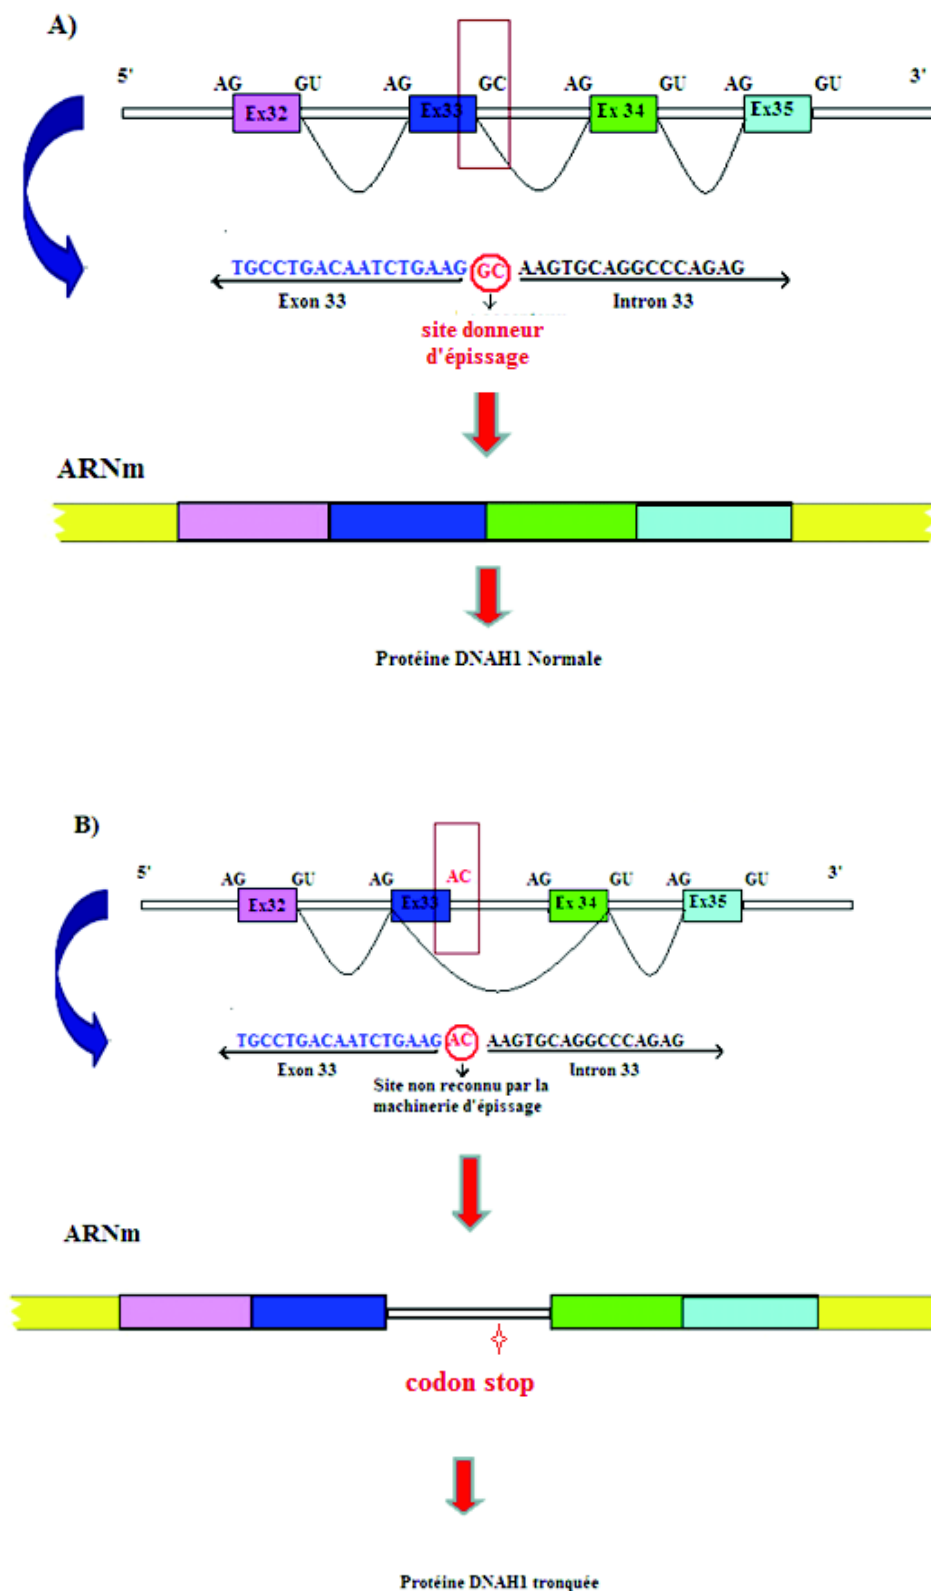 A)
5' AG GU AG GC AG GU AG GU 3'
Ex32 Ex33 Ex 34 Ex35
TGCCTGACAATCTGAAG GC AAGTGCAGGCCCAGAG
Exon 33 Intron 33
site donneur
d'épissage
ARNm
Protéine DNAH1 Normale
B)
5' AG GU AG AC AG GU AG GU 3'
Ex32 Ex33 Ex 34 Ex35
TGCCTGACAATCTGAAG AC AAGTGCAGGCCCAGAG
Exon 33 Intron 33
Site non reconnu par la
machinerie d'épissage
ARNm
codon stop
Protéine DNAH1 tronquée